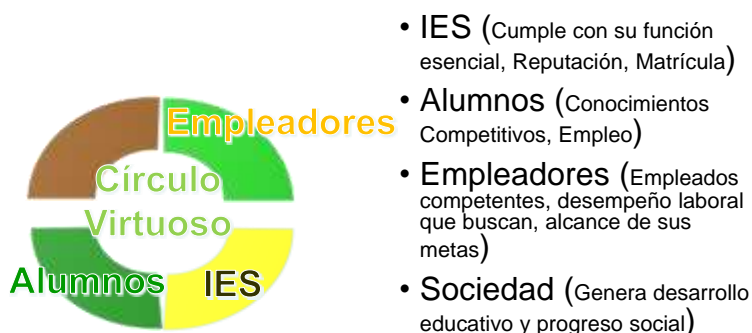 Empleadores
Círculo
Virtuoso
Alumnos IES
• IES (Cumple con su función
esencial, Reputación, Matrícula)
• Alumnos (Conocimientos
Competitivos, Empleo)
• Empleadores (Empleados
competentes, desempeño laboral
que buscan, alcance de sus
metas)
• Sociedad (Genera desarrollo
educativo y progreso social)